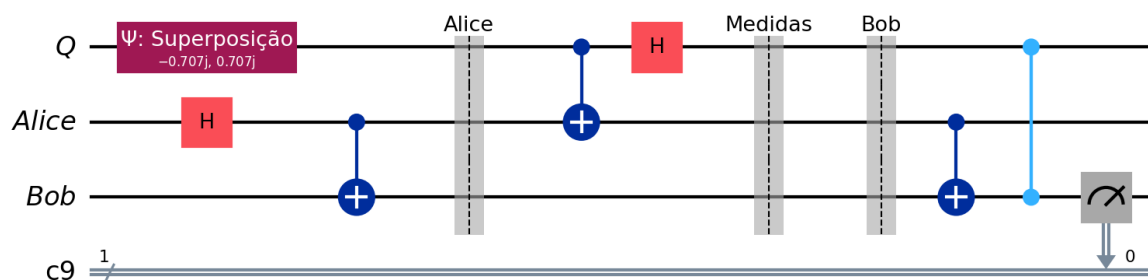 Alice Medidas Bob
Q Ψ: Superposição H
−0.707j, 0.707j
Alice H
Bob
c9 1 0